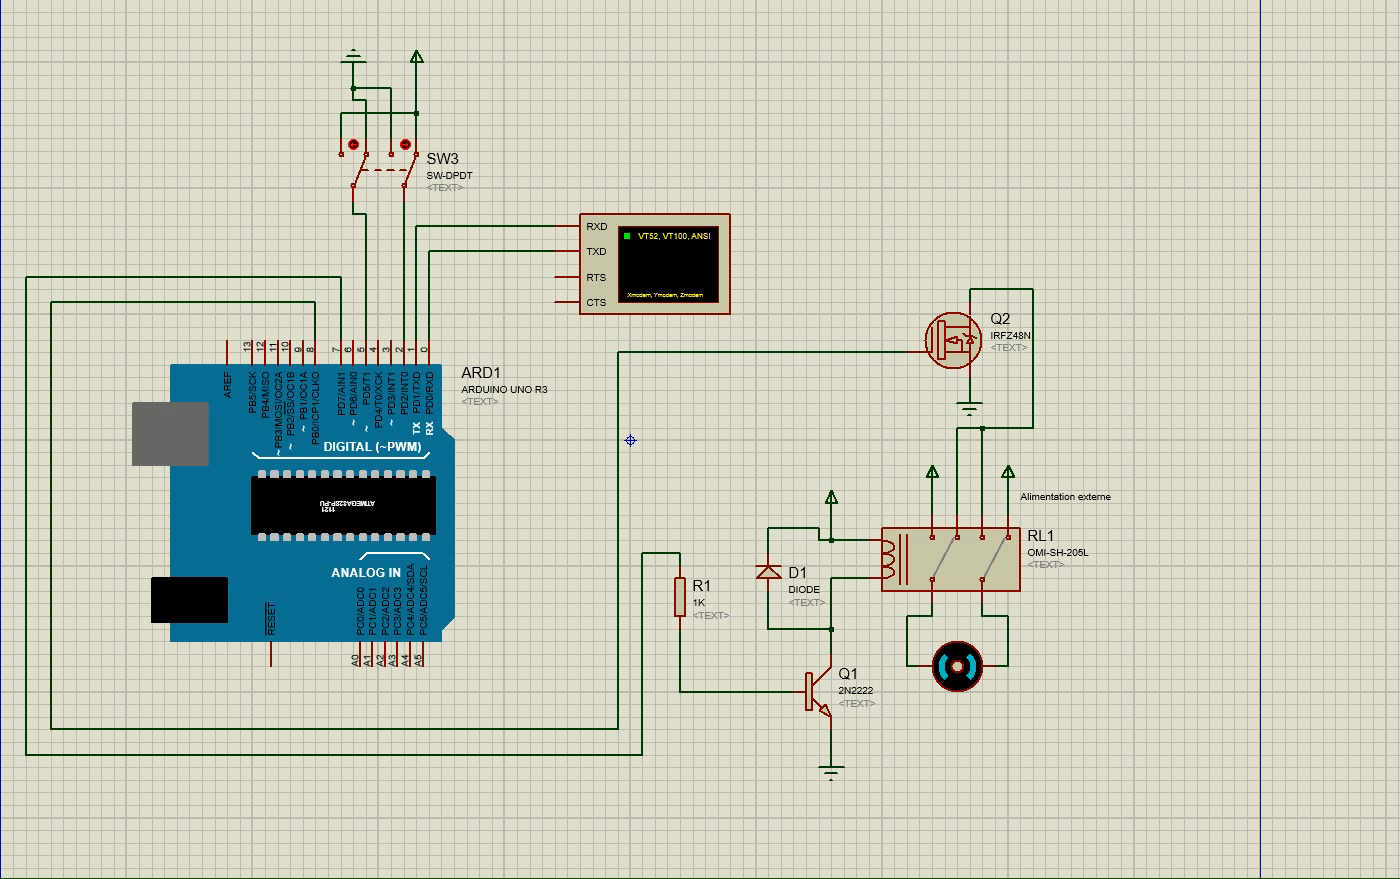 SW3
SW-DPDT
<TEXT>
RXD
TXD
RTS
CTS
VT52, VT100, ANSI
Xmodem, Ymodem, Zmodem
Q2
IRFZ48N
<TEXT>
13
12
11
10
9
8
7
6
5
4
3
2
1
0
ARD1
ARDUINO UNO R3
<TEXT>
AREF
PB5/SCK
PB4/MISO
~PB3/MOSI/OC2A
~PB2/SS/OC1B
~PB1/OC1A
PB0/ICP1/CLKO
PD7/AIN1
~PD6/AIN0
~PD5/T1
PD4/T0/XCK
~PD3/INT1
PD2/INT0
PD1/TXD
PD0/RXD
TX
RX
DIGITAL (~PWM)
ATMEGA328P-PU
1121
ANALOG IN
RESET
PC0/ADC0
PC1/ADC1
PC2/ADC2
PC3/ADC3
PC4/ADC4/SDA
PC5/ADC5/SCL
A0
A1
A2
A3
A4
A5
Alimentation externe
RL1
OMI-SH-205L
<TEXT>
D1
DIODE
<TEXT>
R1
1K
<TEXT>
Q1
2N2222
<TEXT>